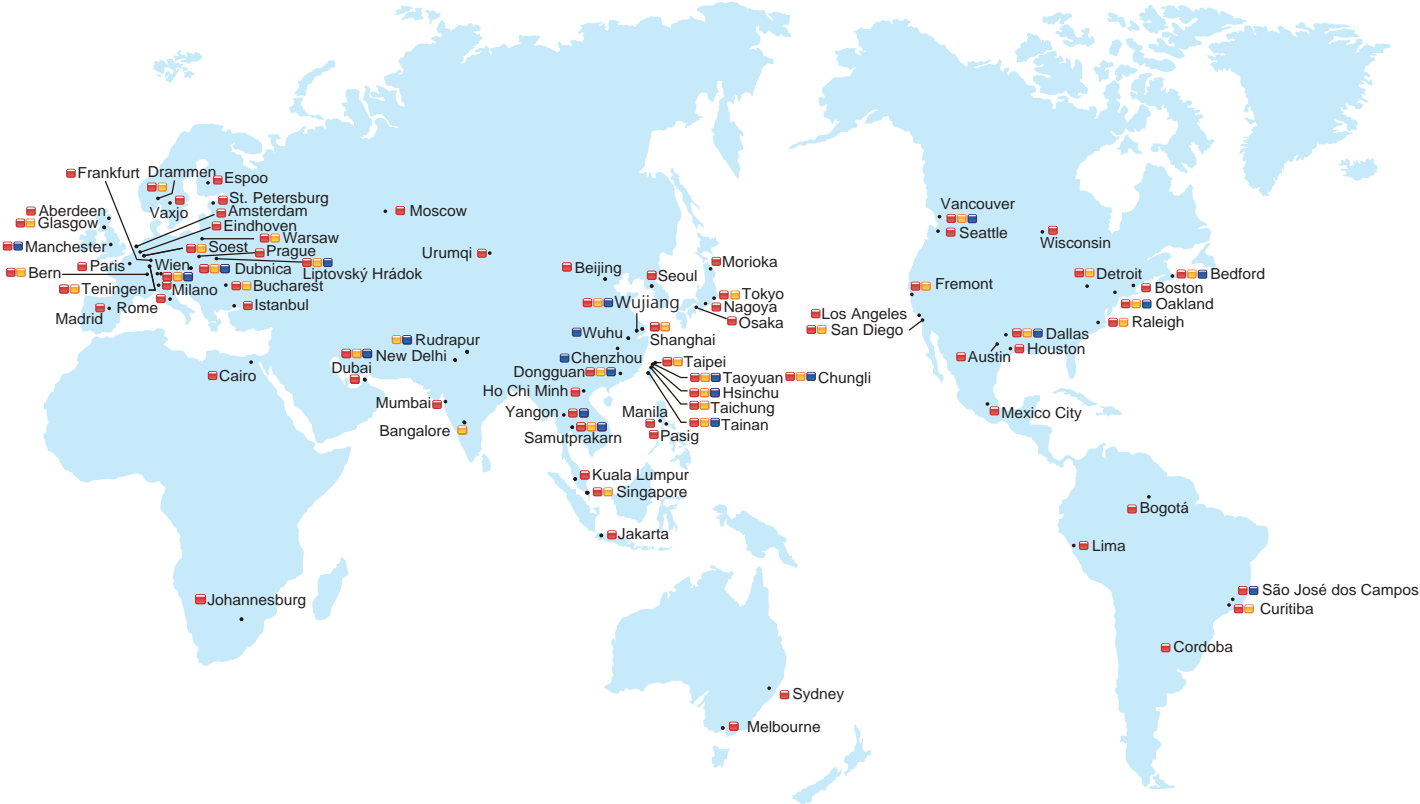 Frankfurt
Drammen
Espoo
St. Petersburg
Vaxjo
Amsterdam
Aberdeen
Glasgow
Eindhoven
Moscow
Warsaw
Manchester
Soest
Prague
Urumqi
Paris
Wien
Dubnica
Liptovský Hrádok
Bern
Teningen
Milano
Bucharest
Madrid
Rome
Istanbul
Beijing
Seoul
Morioka
Wujiang
Tokyo
Nagoya
Osaka
Wuhu
Shanghai
Rudrapur
New Delhi
Chenzhou
Taipei
Dubai
Dongguan
Taoyuan
Chungli
Cairo
Ho Chi Minh
Hsinchu
Mumbai
Yangon
Manila
Taichung
Bangalore
Samutprakarn
Pasig
Tainan
Kuala Lumpur
Singapore
Jakarta
Johannesburg
Sydney
Melbourne
Vancouver
Seattle
Wisconsin
Detroit
Bedford
Fremont
Boston
Oakland
Los Angeles
San Diego
Raleigh
Dallas
Austin
Houston
Mexico City
Bogotá
Lima
São José dos Campos
Curitiba
Cordoba